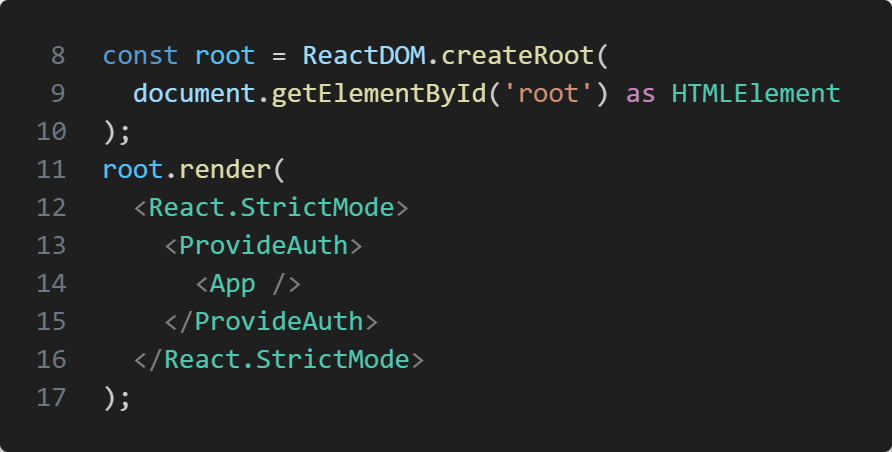 8 const root = ReactDOM.createRoot(
9   document.getElementById('root') as HTMLElement
10 );
11 root.render(
12   <React.StrictMode>
13     <ProvideAuth>
14       <App />
15     </ProvideAuth>
16   </React.StrictMode>
17 );